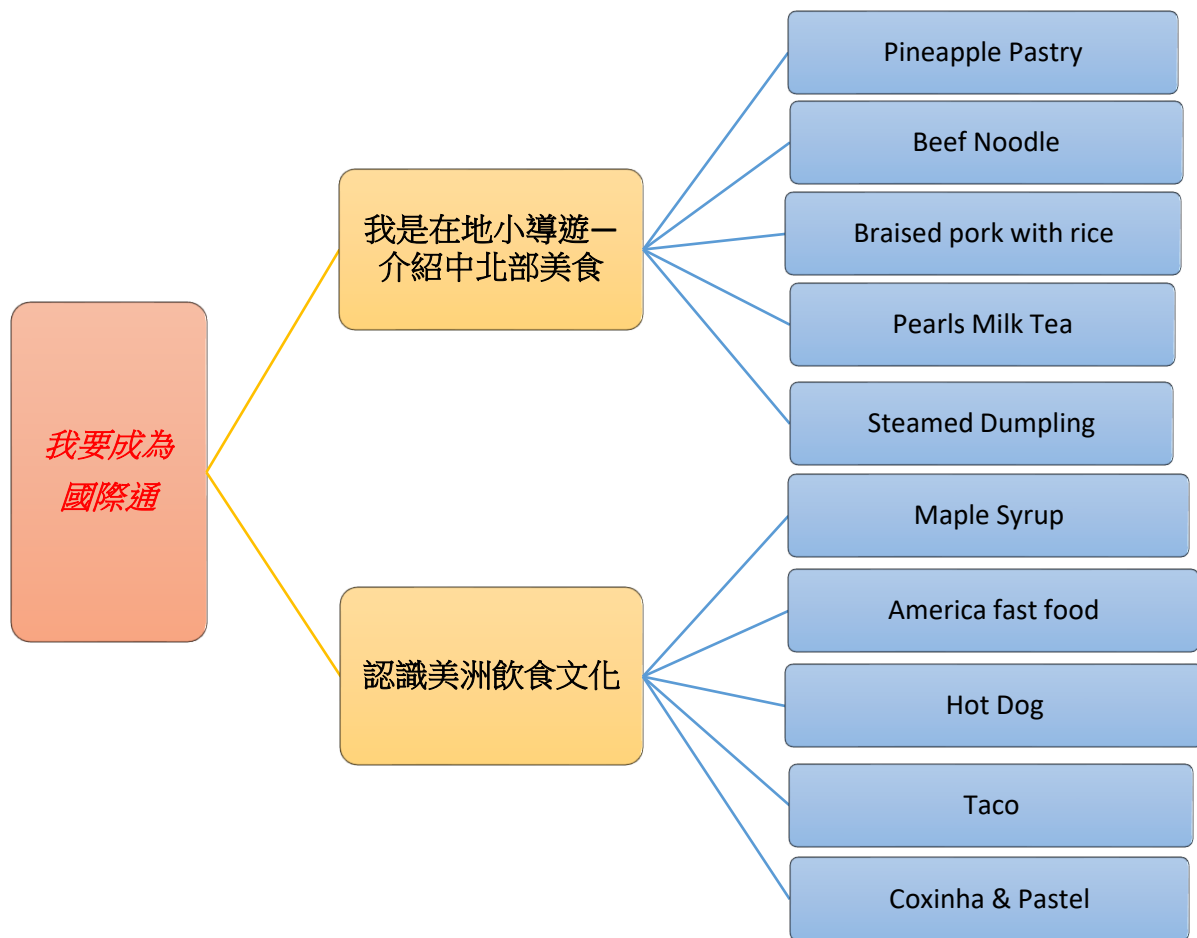 我要成為
國際通
我是在地小導遊—
介紹中北部美食
Pineapple Pastry
Beef Noodle
Braised pork with rice
Pearls Milk Tea
Steamed Dumpling
認識美洲飲食文化
Maple Syrup
America fast food
Hot Dog
Taco
Coxinha & Pastel